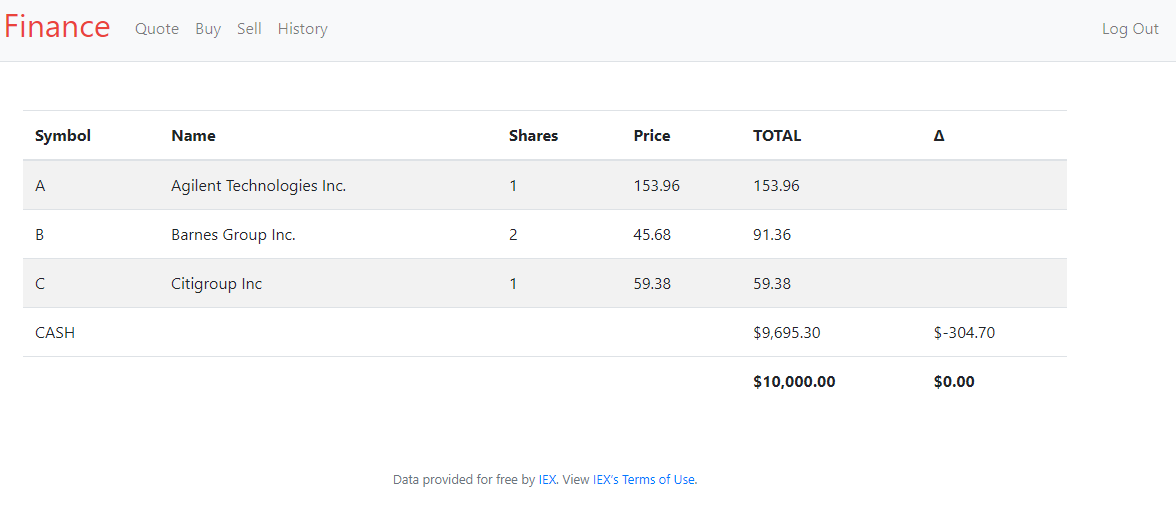 Finance Quote Buy Sell History Log Out
Symbol Name Shares Price TOTAL Δ
A Agilent Technologies Inc. 1 153.96 153.96
B Barnes Group Inc. 2 45.68 91.36
C Citigroup Inc 1 59.38 59.38
CASH $9,695.30 $-304.70
$10,000.00 $0.00
Data provided for free by IEX. View IEX's Terms of Use.